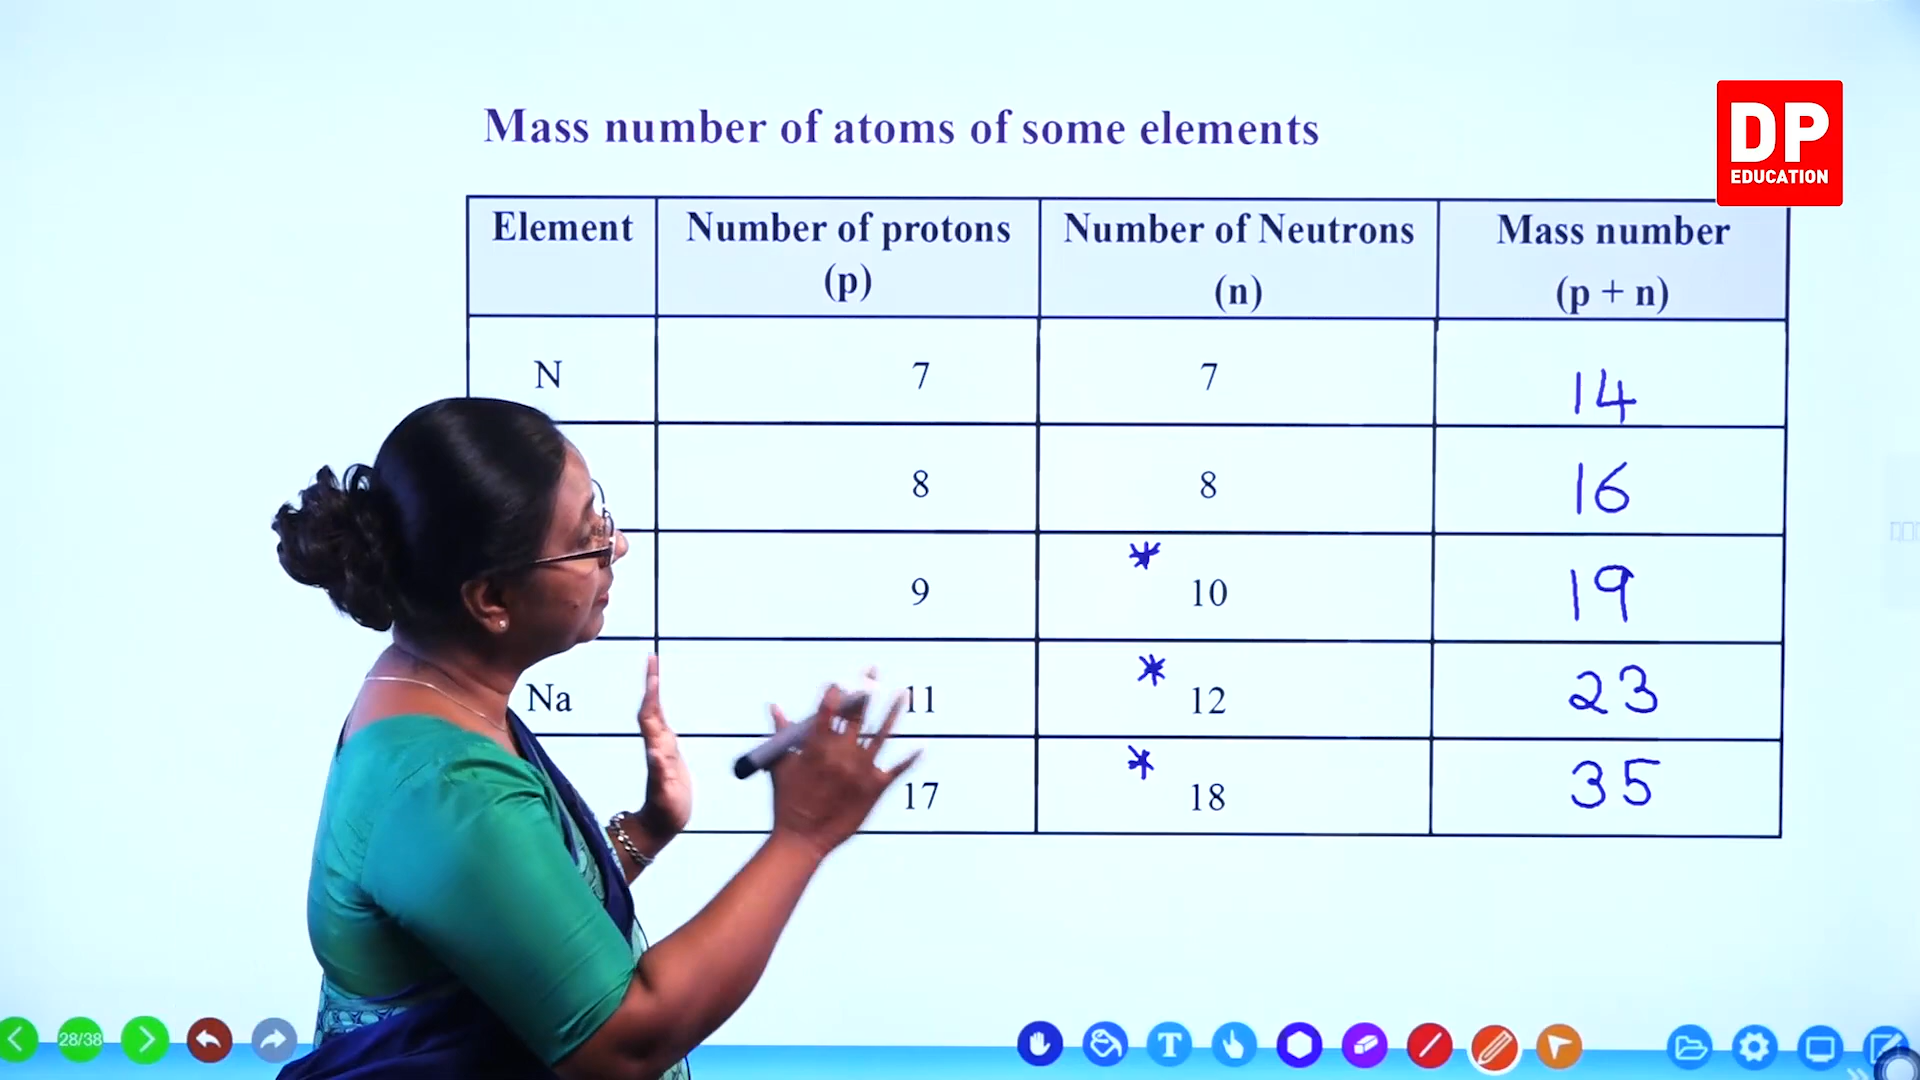 DP
EDUCATION
Mass number of atoms of some elements
Element Number of protons Number of Neutrons Mass number
(p) (n) (p + n)
N 7 7 14
8 8 16
* 
9 10 19
*
Na 11 12 23
*
17 18 35
28/38
T